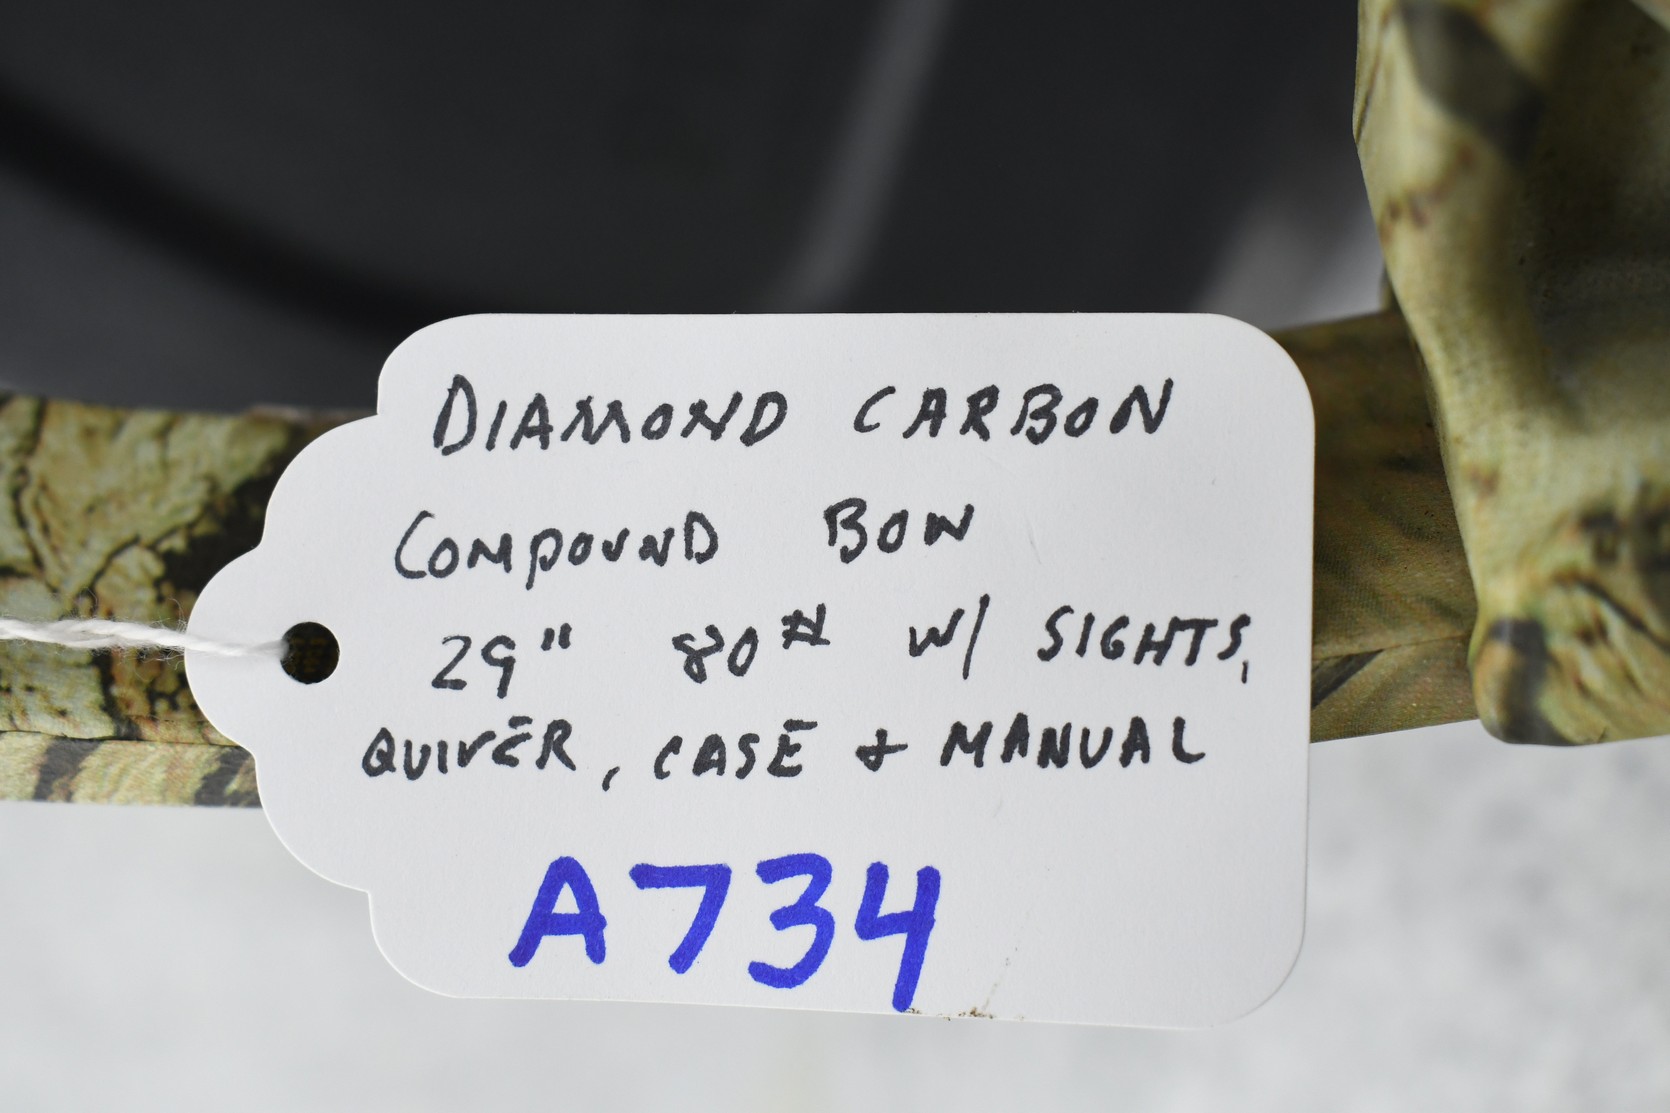 DIAMOND CARBON
COMPOUND BOW
29" 80# W/ SIGHTS,
QUIVER, CASE + MANUAL
A734